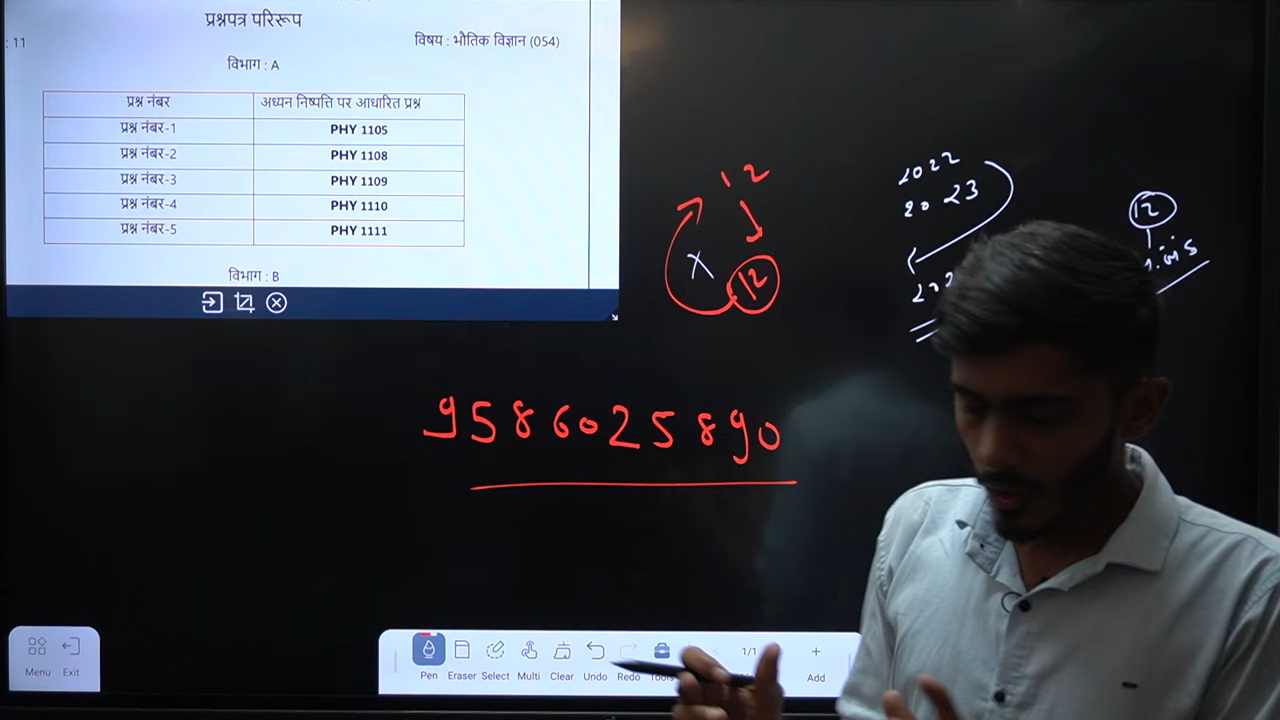 प्रश्नपत्र परिरूप
: 11
विषय : भौतिक विज्ञान (054)
विभाग : A
प्रश्न नंबर
अध्यन निष्पत्ति पर आधारित प्रश्न
प्रश्न नंबर-1 PHY 1105
प्रश्न नंबर-2 PHY 1108
प्रश्न नंबर-3 PHY 1109
प्रश्न नंबर-4 PHY 1110
प्रश्न नंबर-5 PHY 1111
विभाग : B
12
12
X
2022
2023
12
9586025890
Menu Exit
Pen Eraser Select Multi Clear Undo Redo
1/1
Add